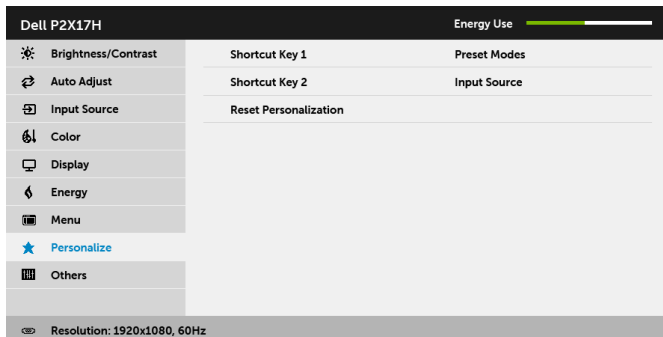 Dell P2X17H Energy Use
Brightness/Contrast Shortcut Key 1 Preset Modes
Auto Adjust Shortcut Key 2 Input Source
Input Source Reset Personalization
Color
Display
Energy
Menu
Personalize
Others
Resolution: 1920x1080, 60Hz